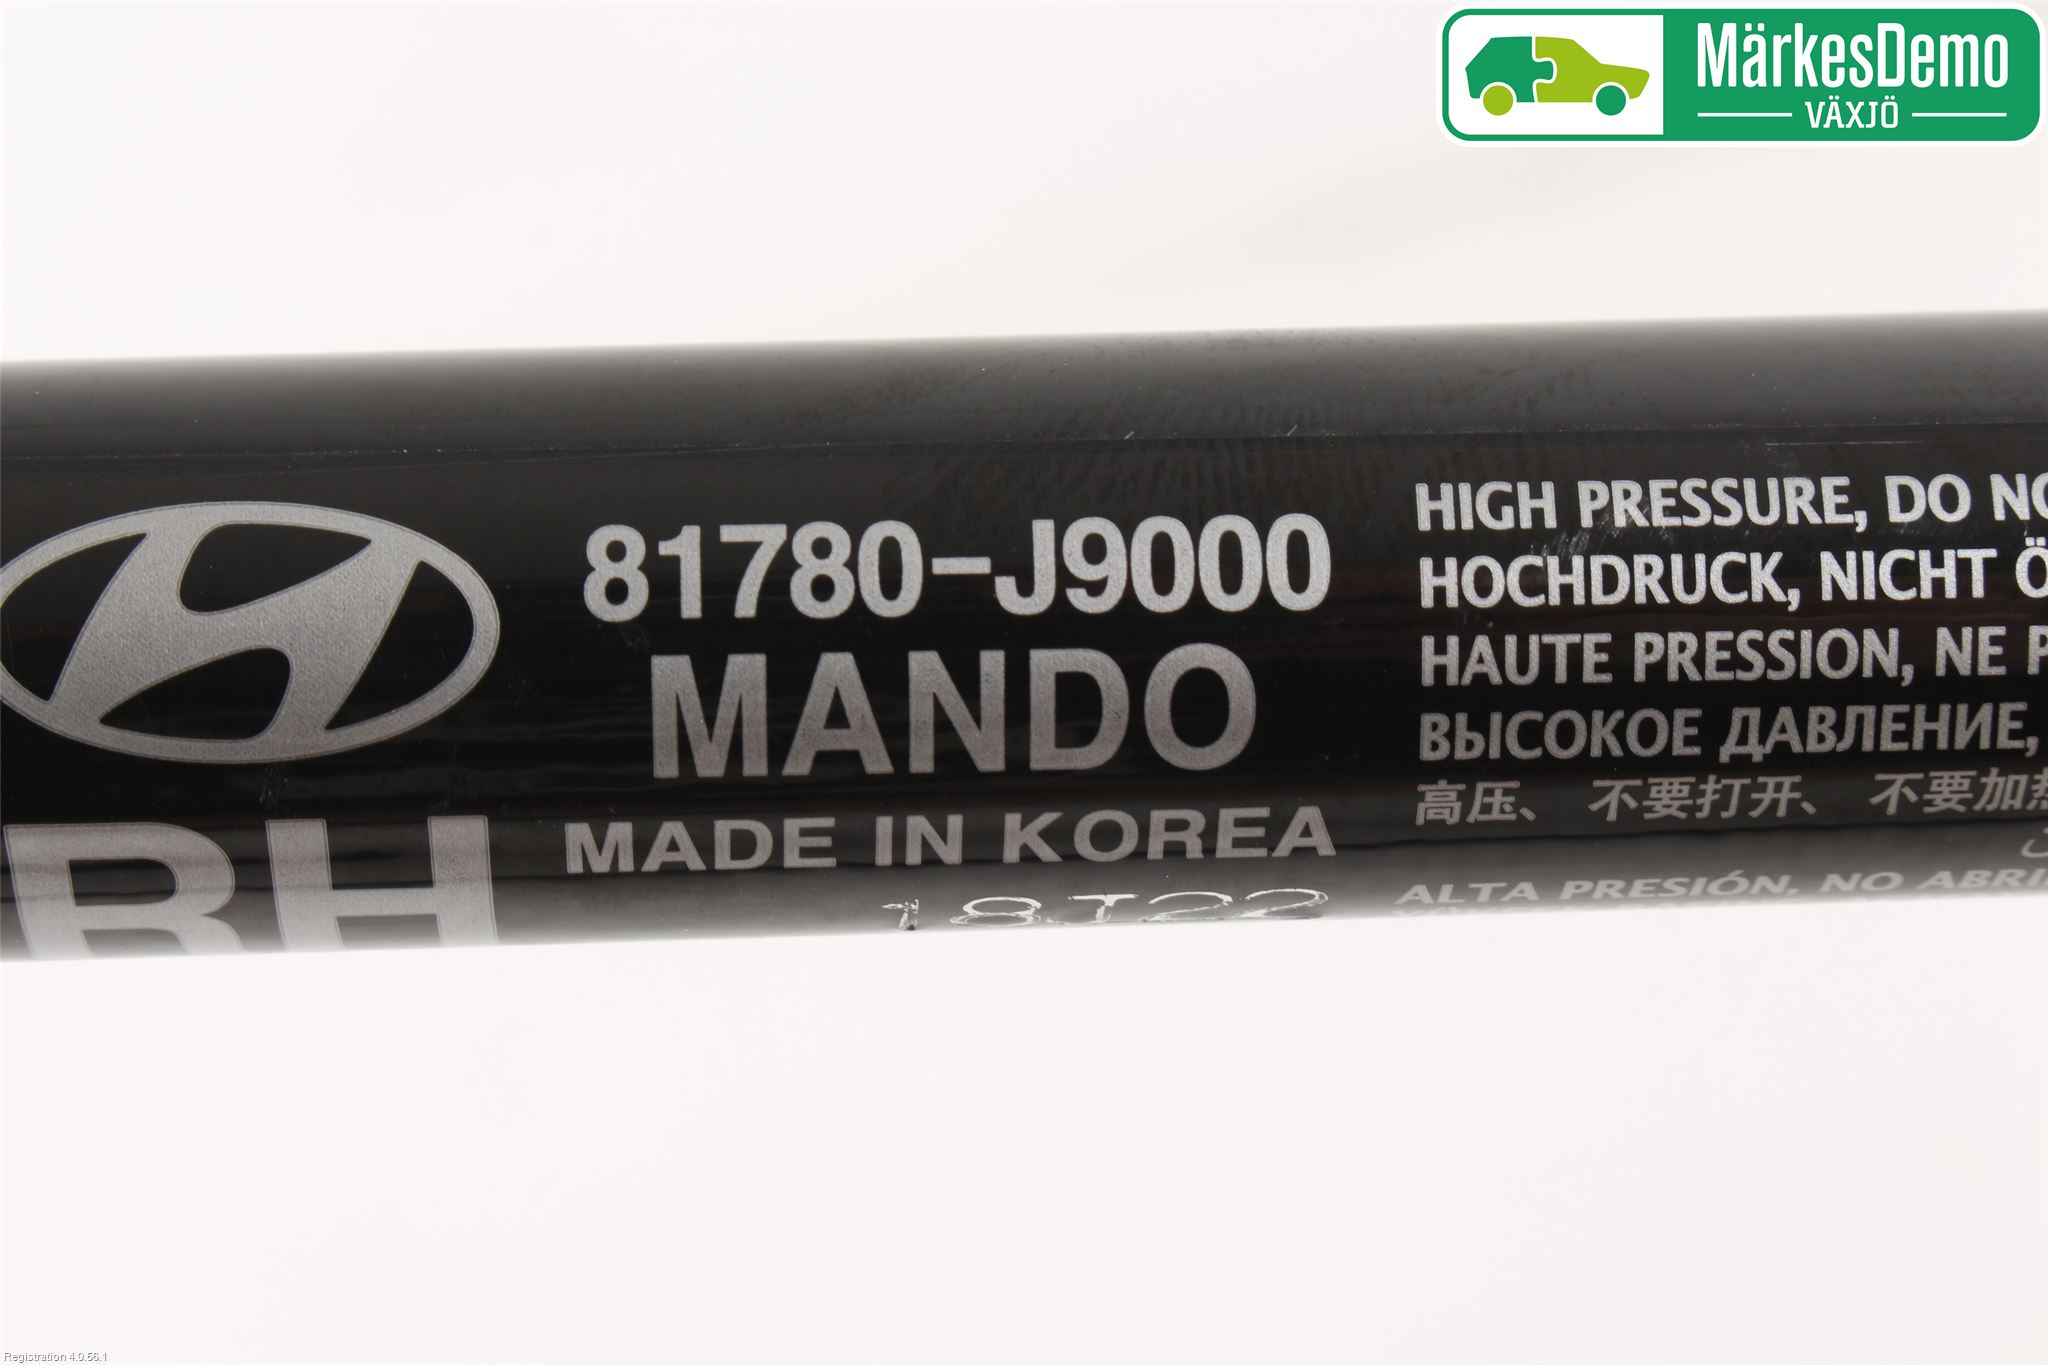 MärkesDemo
VÄXJÖ
81780-J9000
MANDO
MADE IN KOREA
18J22
RH
HIGH PRESSURE, DO NO
HOCHDRUCK, NICHT Ö
HAUTE PRESSION, NE P
ВЫСОКОЕ ДАВЛЕНИЕ,
高压、 不要打开、 不要加热
ALTA PRESIÓN, NO ABRI
Registration 4.0.56.1